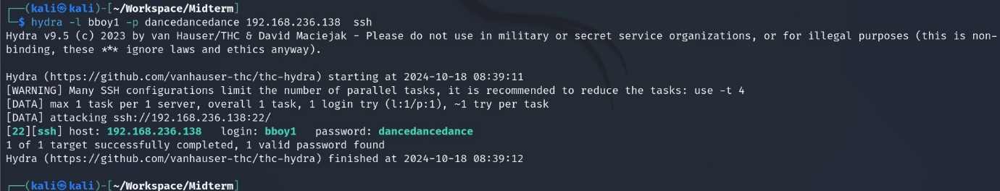 ┌──(kali㉿kali)-[~/Workspace/Midterm]
└─$ hydra -l bboy1 -p dancedancedance 192.168.236.138  ssh
Hydra v9.5 (c) 2023 by van Hauser/THC & David Maciejak - Please do not use in military or secret service organizations, or for illegal purposes (this is non-
binding, these *** ignore laws and ethics anyway).
Hydra (https://github.com/vanhauser-thc/thc-hydra) starting at 2024-10-18 08:39:11
[WARNING] Many SSH configurations limit the number of parallel tasks, it is recommended to reduce the tasks: use -t 4
[DATA] max 1 task per 1 server, overall 1 task, 1 login try (l:1/p:1), ~1 try per task
[DATA] attacking ssh://192.168.236.138:22/
[22][ssh] host: 192.168.236.138   login: bboy1   password: dancedancedance
1 of 1 target successfully completed, 1 valid password found
Hydra (https://github.com/vanhauser-thc/thc-hydra) finished at 2024-10-18 08:39:12
┌──(kali㉿kali)-[~/Workspace/Midterm]